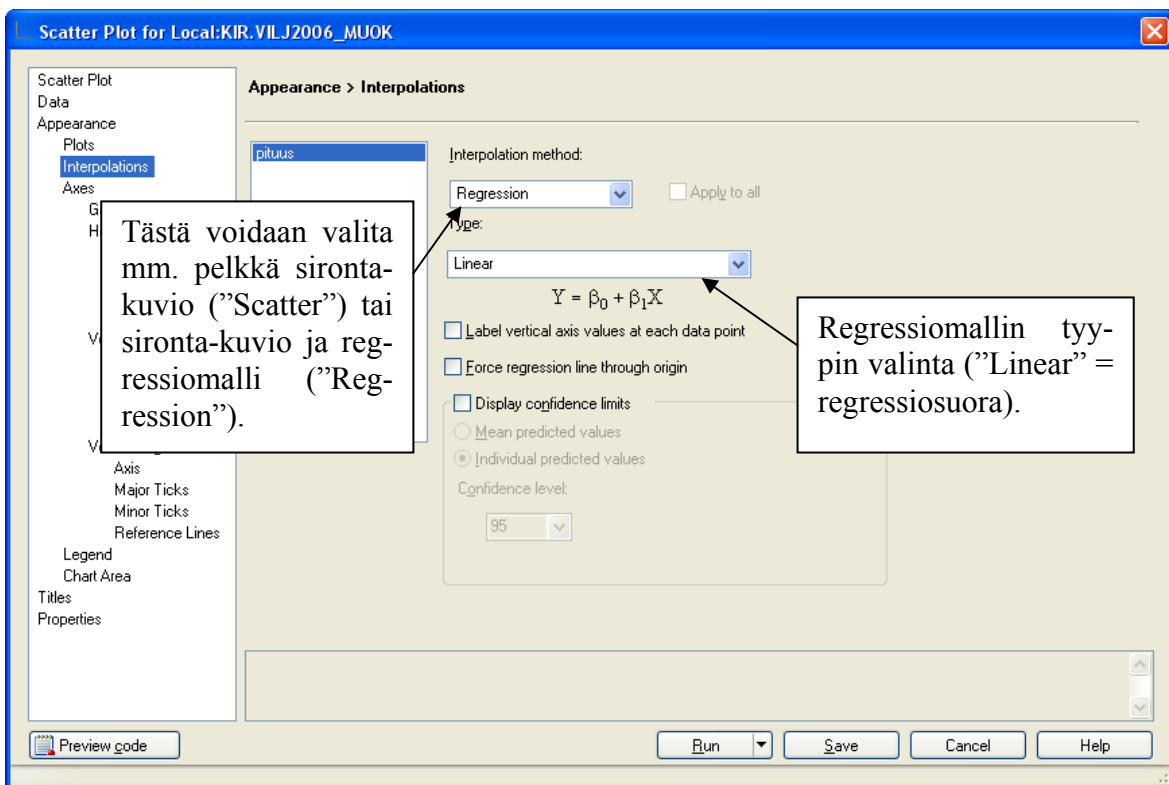 Scatter Plot for Local:KIR.VILJ2006_MUOK
Scatter Plot
Data
Appearance
Plots
Interpolations
Axes
G
H
V
Ve
Axis
Major Ticks
Minor Ticks
Reference Lines
Legend
Chart Area
Titles
Properties
Appearance > Interpolations
pituus
Interpolation method:
Regression
Apply to all
Type:
Linear
Y = β0 + β1X
Label vertical axis values at each data point
Force regression line through origin
Display confidence limits
Mean predicted values
Individual predicted values
Confidence level:
95
Tästä voidaan valita
mm. pelkkä sironta-
kuvio (”Scatter”) tai
sironta-kuvio ja reg-
ressiomalli (”Reg-
ression”).
Regressiomallin tyy-
pin valinta (”Linear” =
regressiosuora).
Preview code
Run
Save
Cancel
Help